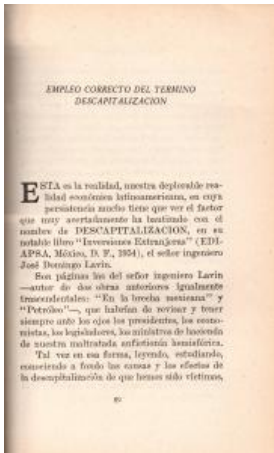 EMPLEO CORRECTO DEL TERMINO
DESCAPITALIZACION
ESTA es la realidad, nuestra deplorable rea-
lidad económica latinoamericana, en cuya
persistencia mucho tiene que ver el factor
que muy acertadamente ha bautizado con el
nombre de DESCAPITALIZACION, en su
notable libro "Inversiones Extranjeras" (EDI-
APSA, México, D. F., 1954), el señor ingeniero
José Domingo Lavín.
Son páginas las del señor ingeniero Lavín
—autor de dos obras anteriores igualmente
trascendentales: "En la brecha mexicana" y
"Petróleo"—, que habrían de revisar y tener
siempre ante los ojos los presidentes, los econo-
mistas, los legisladores, los ministros de hacienda
de nuestra maltratada anfictionía hemisférica.
Tal vez en esa forma, leyendo, estudiando,
conociendo a fondo las causas y los efectos de
la descapitalización de que hemos sido víctimas,